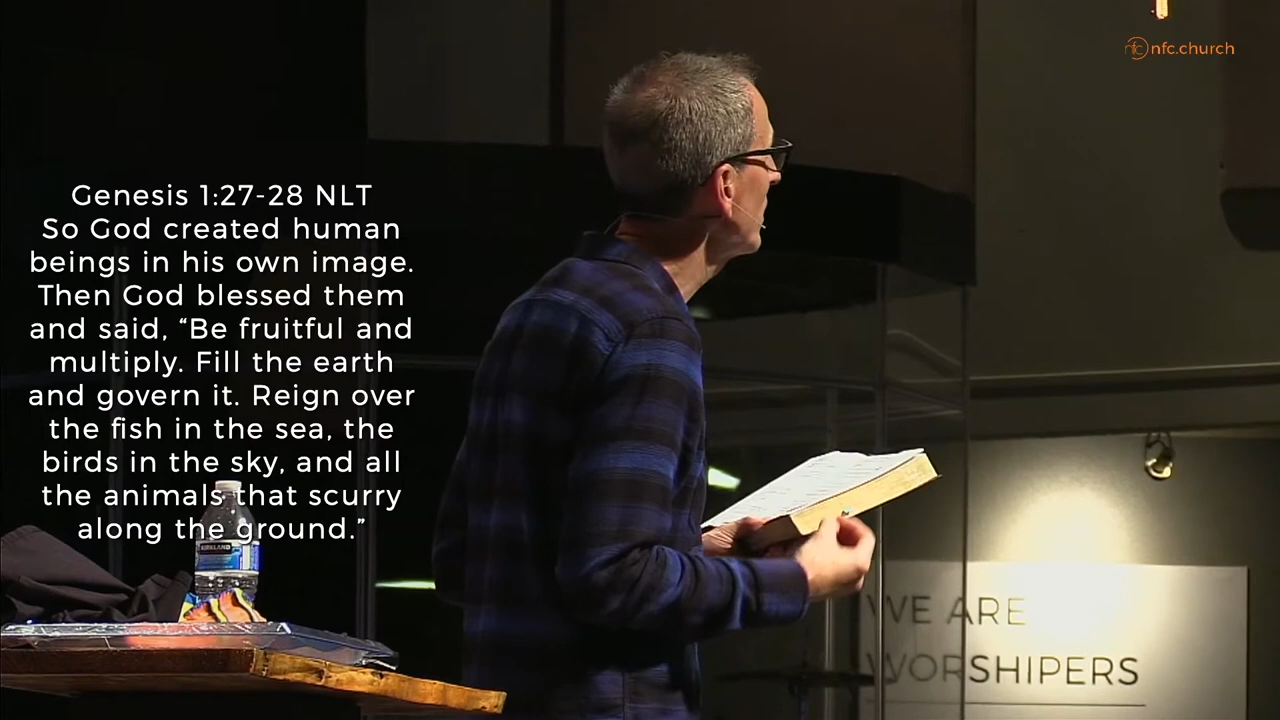 nfc nfc.church
Genesis 1:27-28 NLT
So God created human
beings in his own image.
Then God blessed them
and said, “Be fruitful and
multiply. Fill the earth
and govern it. Reign over
the fish in the sea, the
birds in the sky, and all
the animals that scurry
along the ground.”
KIRKLAND
WE ARE
WORSHIPERS